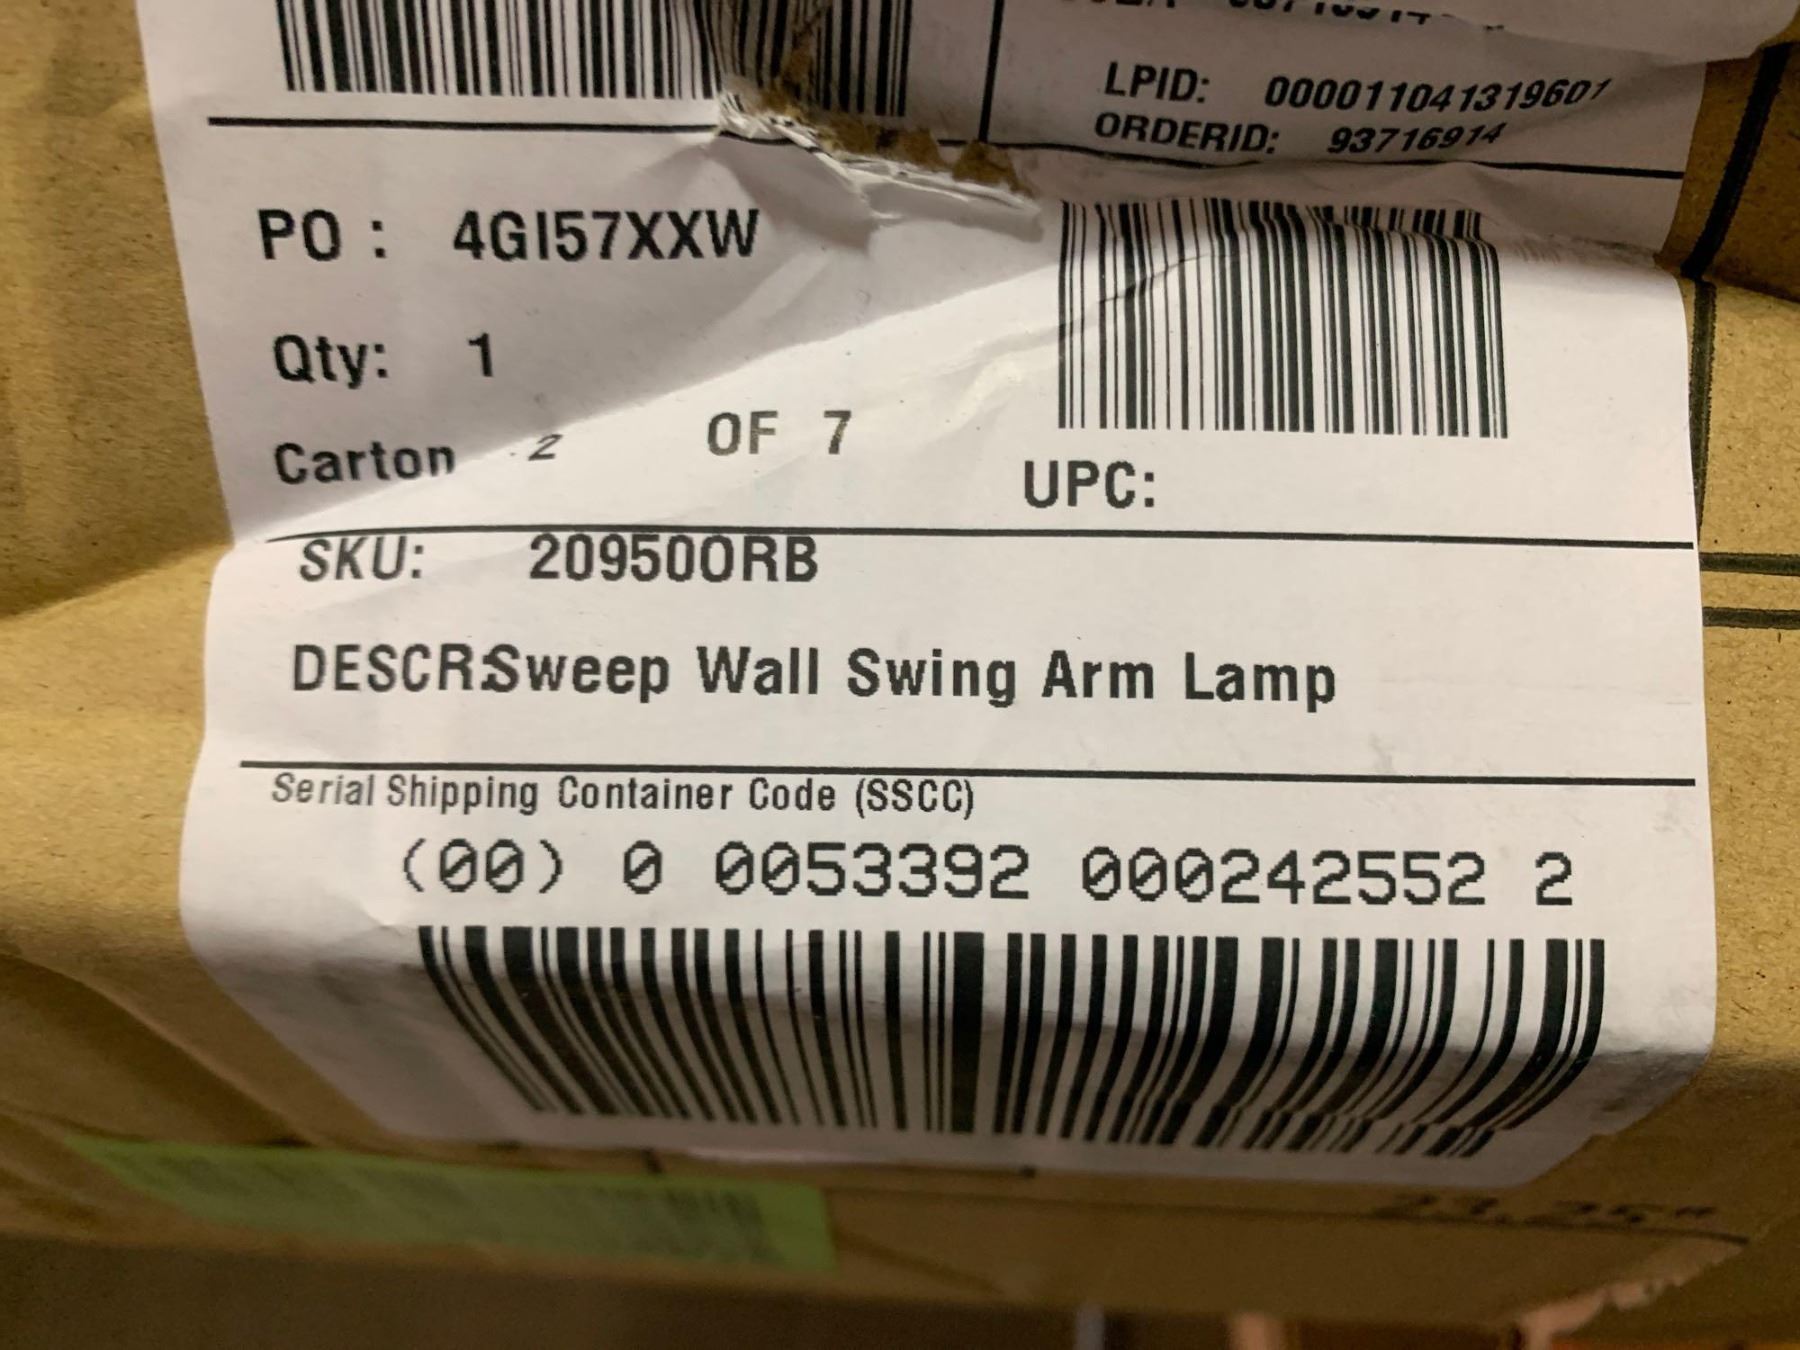 LPID: 000011041319601
ORDERID: 93716914
PO : 4GI57XXW
Qty: 1
Carton 2 OF 7
UPC:
SKU: 209500RB
DESCR:Sweep Wall Swing Arm Lamp
Serial Shipping Container Code (SSCC)
(00) 0 0053392 000242552 2